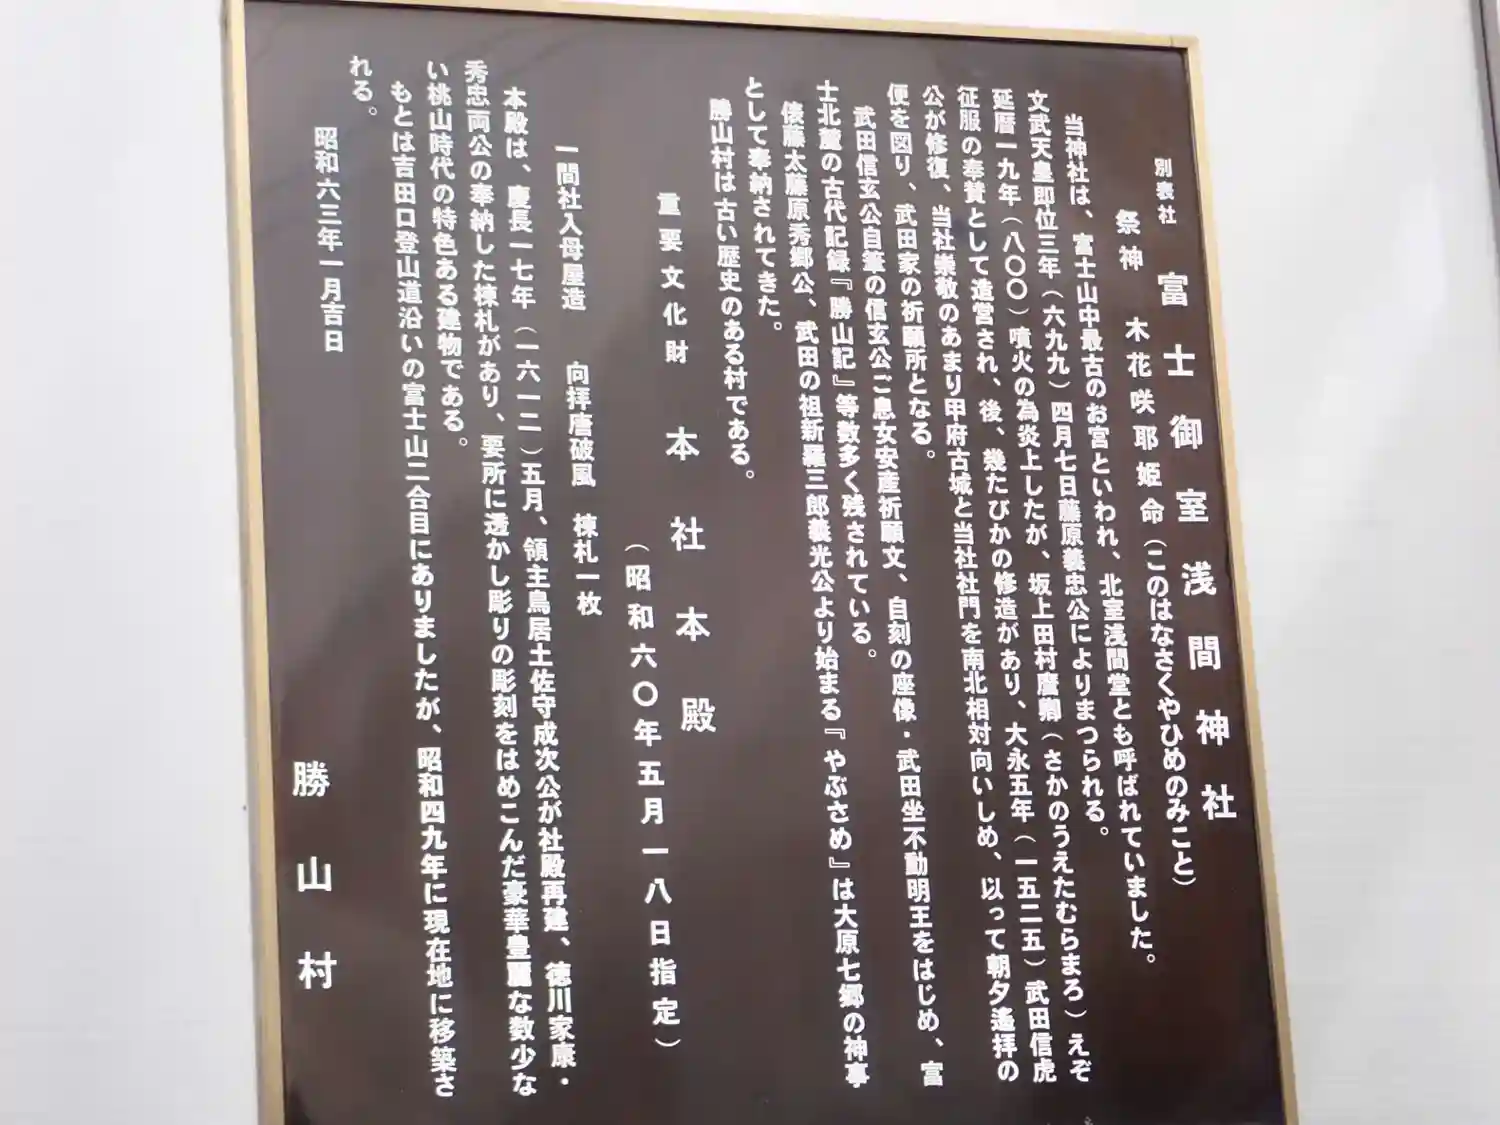 別表社 富士御室浅間神社
祭神 木花咲耶姫命（このはなさくやひめのみこと）
当神社は、富士山中最古のお宮といわれ、北室浅間堂とも呼ばれていました。
文武天皇即位三年（六九九）四月七日藤原義忠公によりまつられる。
延暦一九年（八〇〇）噴火の為炎上したが、坂上田村麿卿（さかのうえたむらまろ）えぞ
征服の奉賛として造営され、後、幾たびかの修造があり、大永五年（一五二五）武田信虎
公が修復、当社崇敬のあまり甲府古城と当社社門を南北相対向いしめ、以って朝夕遙拝の
便を図り、武田家の祈願所となる。
武田信玄公自筆の信玄公ご息女安産祈願文、自刻の座像・武田坐不動明王をはじめ、富
士北麓の古代記録『勝山記』等数多く残されている。
俵藤太藤原秀郷公、武田の祖新羅三郎義光公より始まる『やぶさめ』は大原七郷の神事
として奉納されてきた。
勝山村は古い歴史のある村である。
重要文化財 本社本殿
（昭和六〇年五月一八日指定）
一間社入母屋造 向拝唐破風 棟札一枚
本殿は、慶長一七年（一六一二）五月、領主鳥居土佐守成次公が社殿再建、徳川家康・
秀忠両公の奉納した棟札があり、要所に透かし彫りの彫刻をはめこんだ豪華豊麗な数少な
い桃山時代の特色ある建物である。
もとは吉田口登山道沿いの富士山二合目にありましたが、昭和四九年に現在地に移築さ
れる。
昭和六三年一月吉日
勝山村